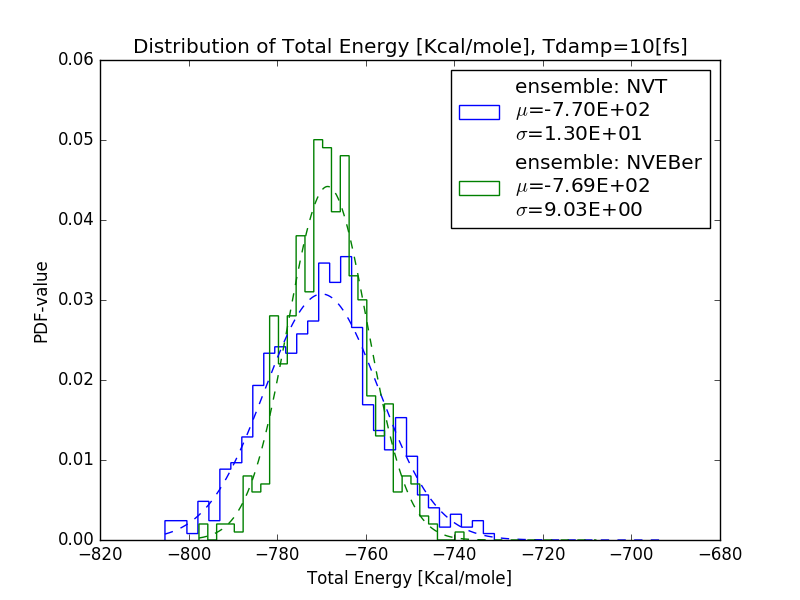 Distribution of Total Energy [Kcal/mole], Tdamp=10[fs]
0.06
0.05
0.04
0.03
0.02
0.01
0.00
PDF-value
ensemble: NVT
μ=-7.70E+02
σ=1.30E+01
ensemble: NVEBer
μ=-7.69E+02
σ=9.03E+00
−820 −800 −780 −760 −740 −720 −700 −680
Total Energy [Kcal/mole]